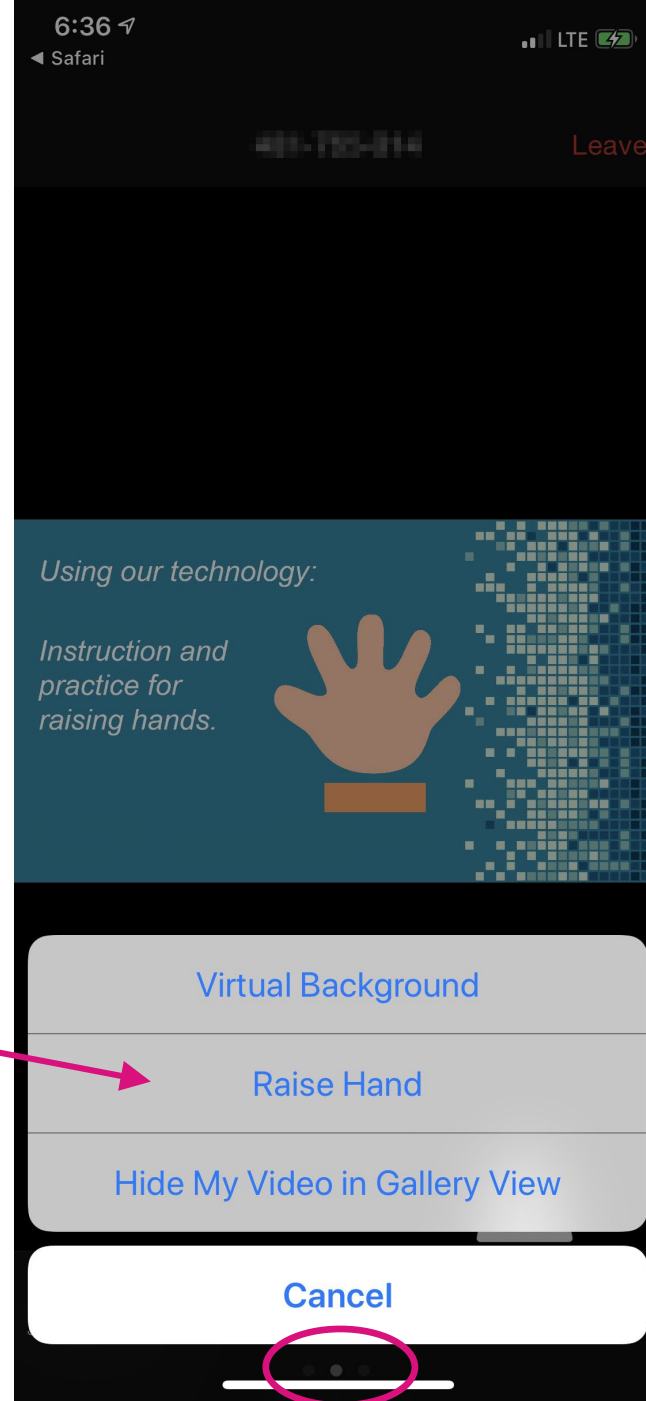 6:36
LTE
◀ Safari
Leave
Using our technology:
Instruction and
practice for
raising hands.
Virtual Background
Raise Hand
Hide My Video in Gallery View
Cancel